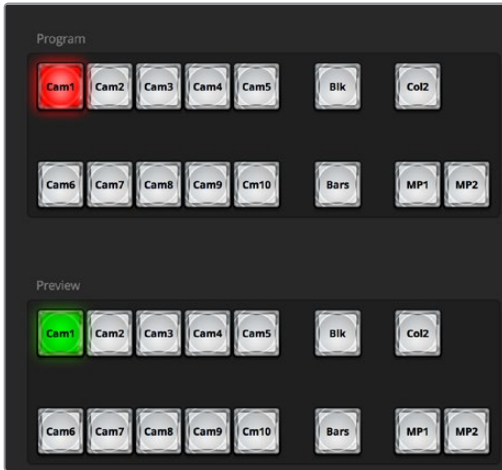 Program
Cam1 Cam2 Cam3 Cam4 Cam5 Blk Col2
Cam6 Cam7 Cam8 Cam9 Cm10 Bars MP1 MP2
Preview
Cam1 Cam2 Cam3 Cam4 Cam5 Blk Col2
Cam6 Cam7 Cam8 Cam9 Cm10 Bars MP1 MP2